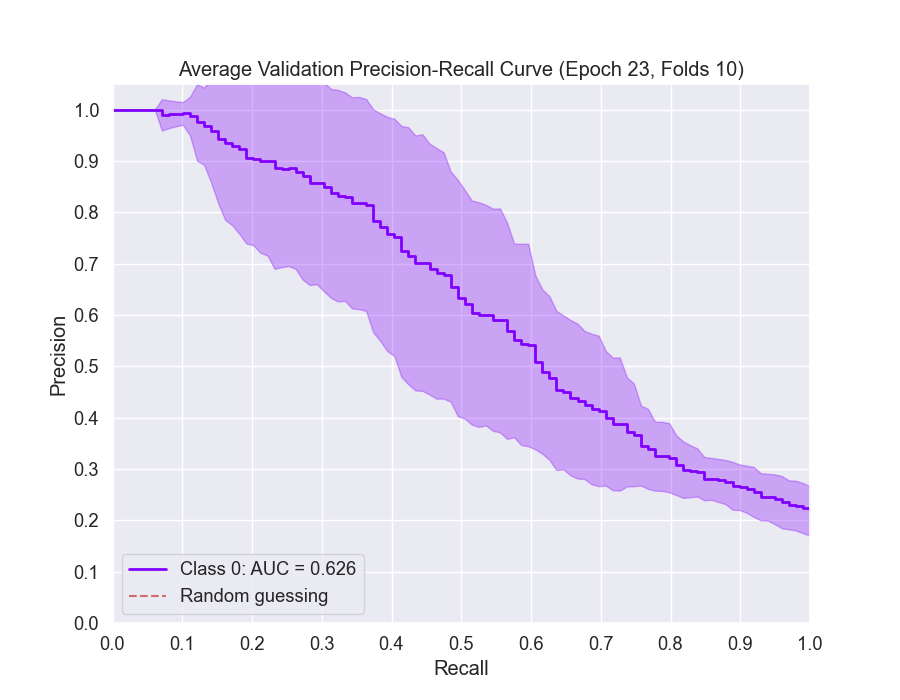 Average Validation Precision-Recall Curve (Epoch 23, Folds 10)
Precision
1.0
0.9
0.8
0.7
0.6
0.5
0.4
0.3
0.2
0.1
0.0
Class 0: AUC = 0.626
Random guessing
0.0 0.1 0.2 0.3 0.4 0.5 0.6 0.7 0.8 0.9 1.0
Recall